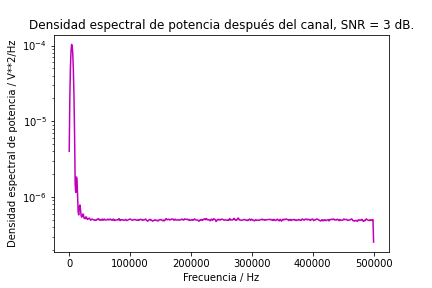 Densidad espectral de potencia después del canal, SNR = 3 dB.
Densidad espectral de potencia / V**2/Hz
10⁻⁴
10⁻⁵
10⁻⁶
0 100000 200000 300000 400000 500000
Frecuencia / Hz